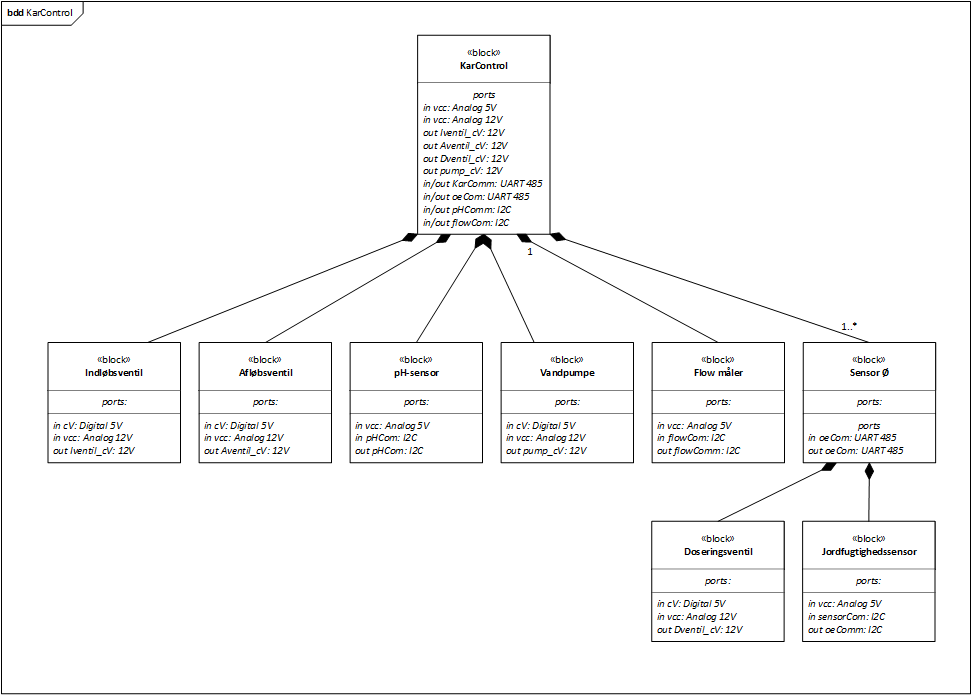 bdd KarControl
«block»
KarControl
ports
in vcc: Analog 5V
in vcc: Analog 12V
out Iventil_cV: 12V
out Aventil_cV: 12V
out Dventil_cV: 12V
out pump_cV: 12V
in/out KarComm: UART 485
in/out oeCom: UART 485
in/out pHComm: I2C
in/out flowCom: I2C
1
1..*
«block»
Indløbsventil
ports:
in cV: Digital 5V
in vcc: Analog 12V
out Iventil_cV: 12V
«block»
Afløbsventil
ports:
in cV: Digital 5V
in vcc: Analog 12V
out Aventil_cV: 12V
«block»
pH-sensor
ports:
in vcc: Analog 5V
in pHCom: I2C
out pHCom: I2C
«block»
Vandpumpe
ports:
in cV: Digital 5V
in vcc: Analog 12V
out pump_cV: 12V
«block»
Flow måler
ports:
in vcc: Analog 5V
in flowCom: I2C
out flowComm: I2C
«block»
Sensor Ø
ports:
ports
in oeCom: UART 485
out oeCom: UART 485
«block»
Doseringsventil
ports:
in cV: Digital 5V
in vcc: Analog 12V
out Dventil_cV: 12V
«block»
Jordfugtighedssensor
ports:
in vcc: Analog 5V
in sensorCom: I2C
out oeComm: I2C